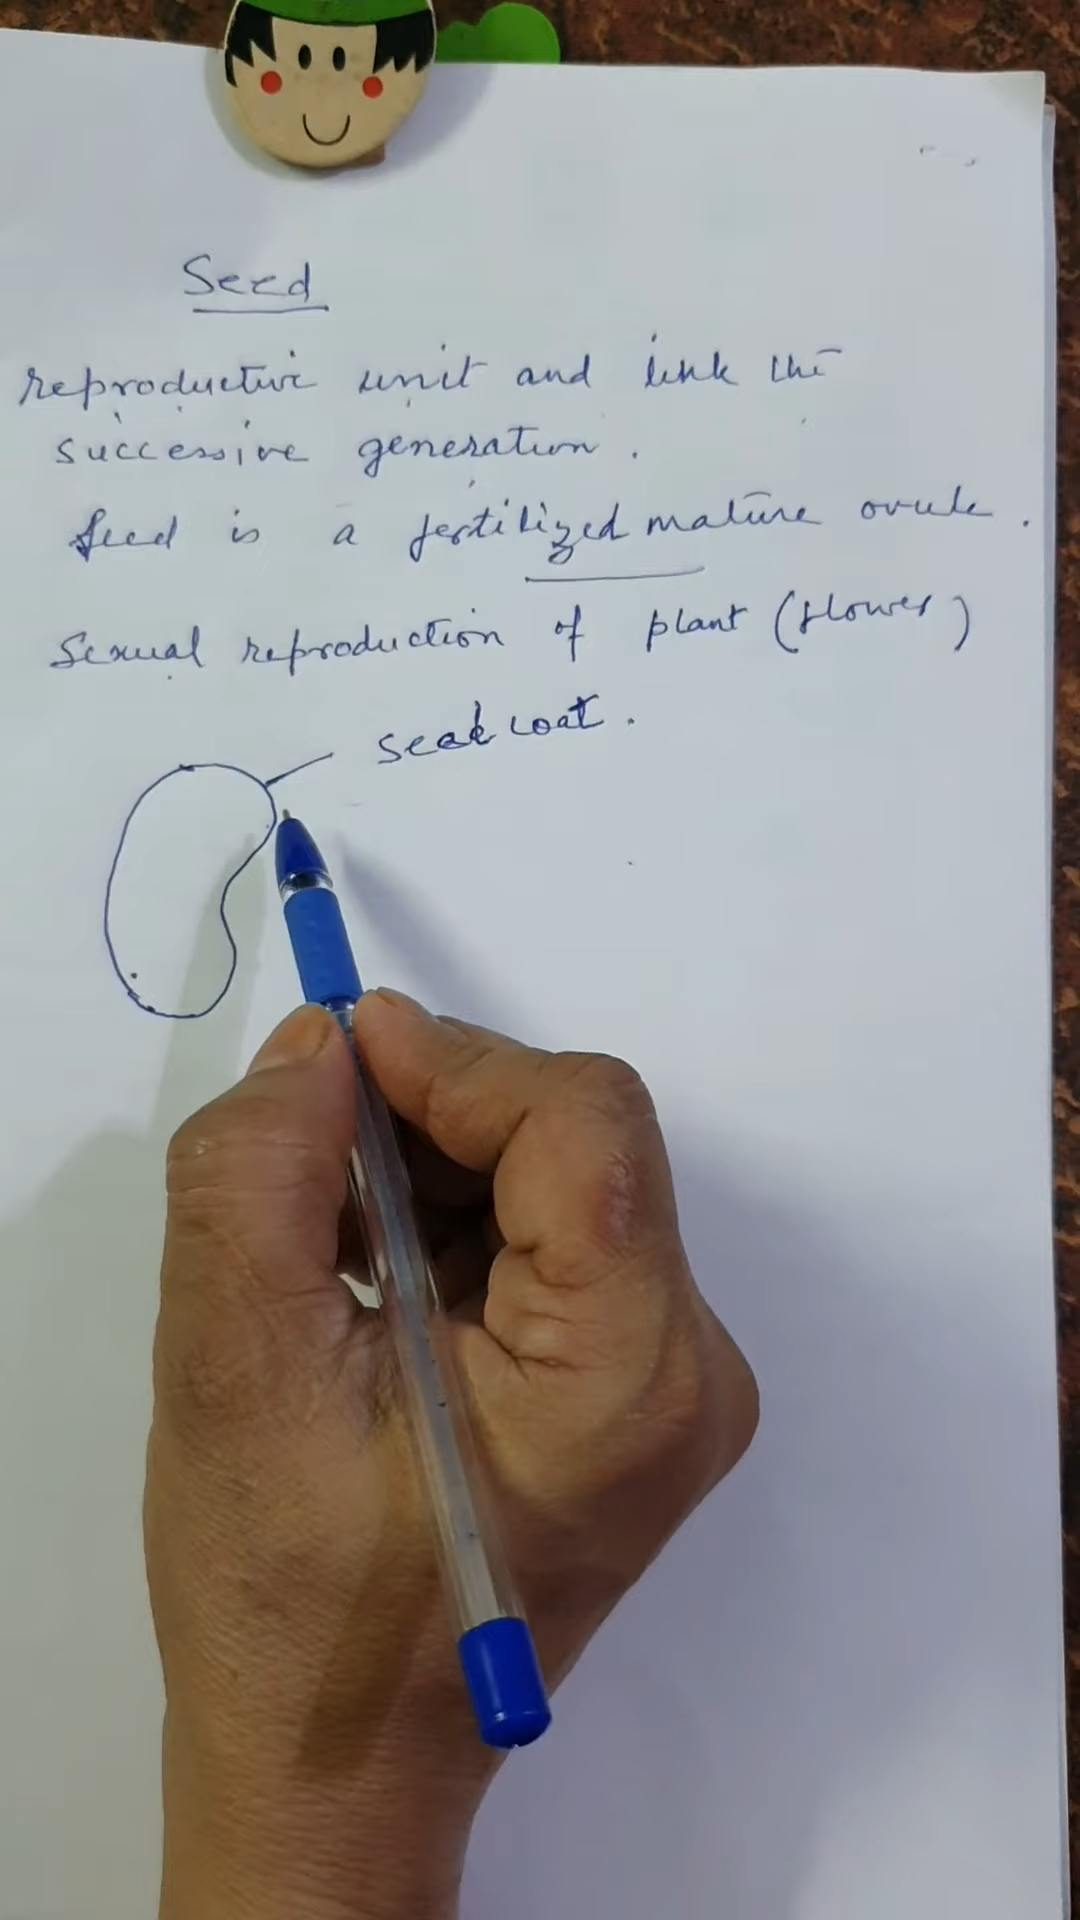 Seed
reproductive unit and link the
successive generation.
Seed is a fertilized mature ovule.
Sexual reproduction of plant (flower)
seed coat.